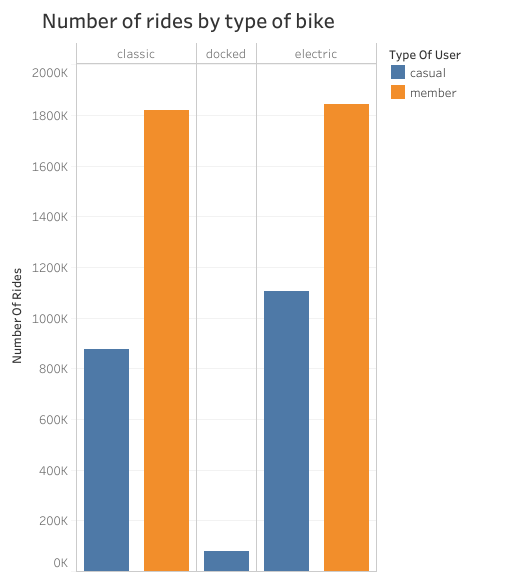 Number of rides by type of bike
classic docked electric
Type Of User
casual
member
2000K
1800K
1600K
1400K
1200K
1000K
800K
600K
400K
200K
0K
Number Of Rides